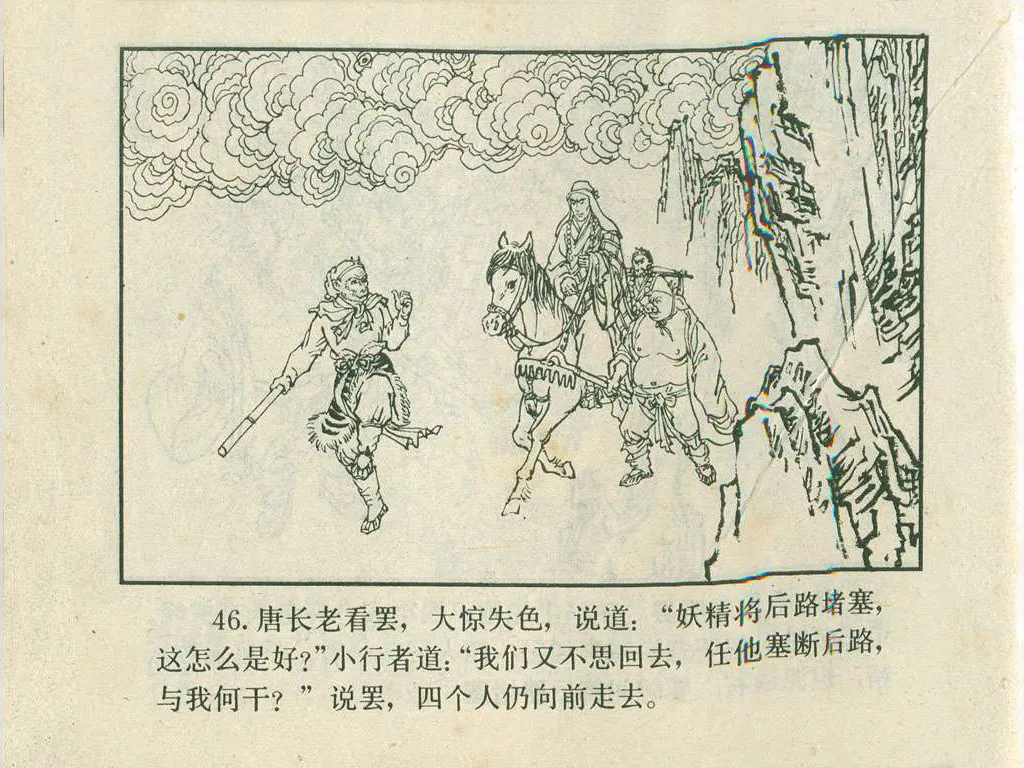 46. 唐长老看罢，大惊失色，说道：“妖精将后路堵塞，
这怎么是好？”小行者道：“我们又不思回去，任他塞断后路，
与我何干？”说罢，四个人仍向前走去。